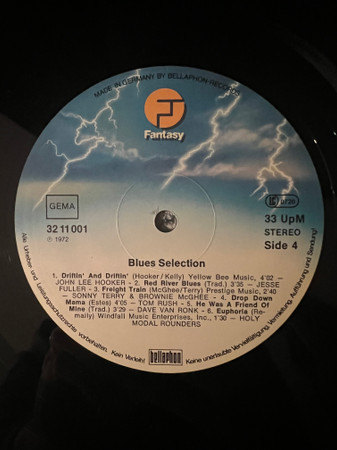 MADE IN GERMANY BY BELLAPHON RECORDS
Fantasy
GEMA
32 11 001
℗ 1972
33 UpM
STEREO
Side 4
Blues Selection
1. Driftin' And Driftin' (Hooker/Kelly) Yellow Bee Music, 4'02 –
JOHN LEE HOOKER - 2. Red River Blues (Trad.) 3'35 – JESSE
FULLER - 3. Freight Train (McGhee/Terry) Prestige Music, 2'40
– SONNY TERRY & BROWNIE McGHEE – 4. Drop Down
Mama (Estes) 4'05 – TOM RUSH - 5. He Was A Friend Of
Mine (Trad.) 3'29 – DAVE VAN RONK – 6. Euphoria (Re-
maily) Windfall Music Enterprises, Inc., 1'30 – HOLY
MODAL ROUNDERS
Alle Urheber und Leistungsschutzrechte vorbehalten. Kein Verleih!
bellaphon
Keine unerlaubte Vervielfältigung, Vermietung, Aufführung und Sendung!